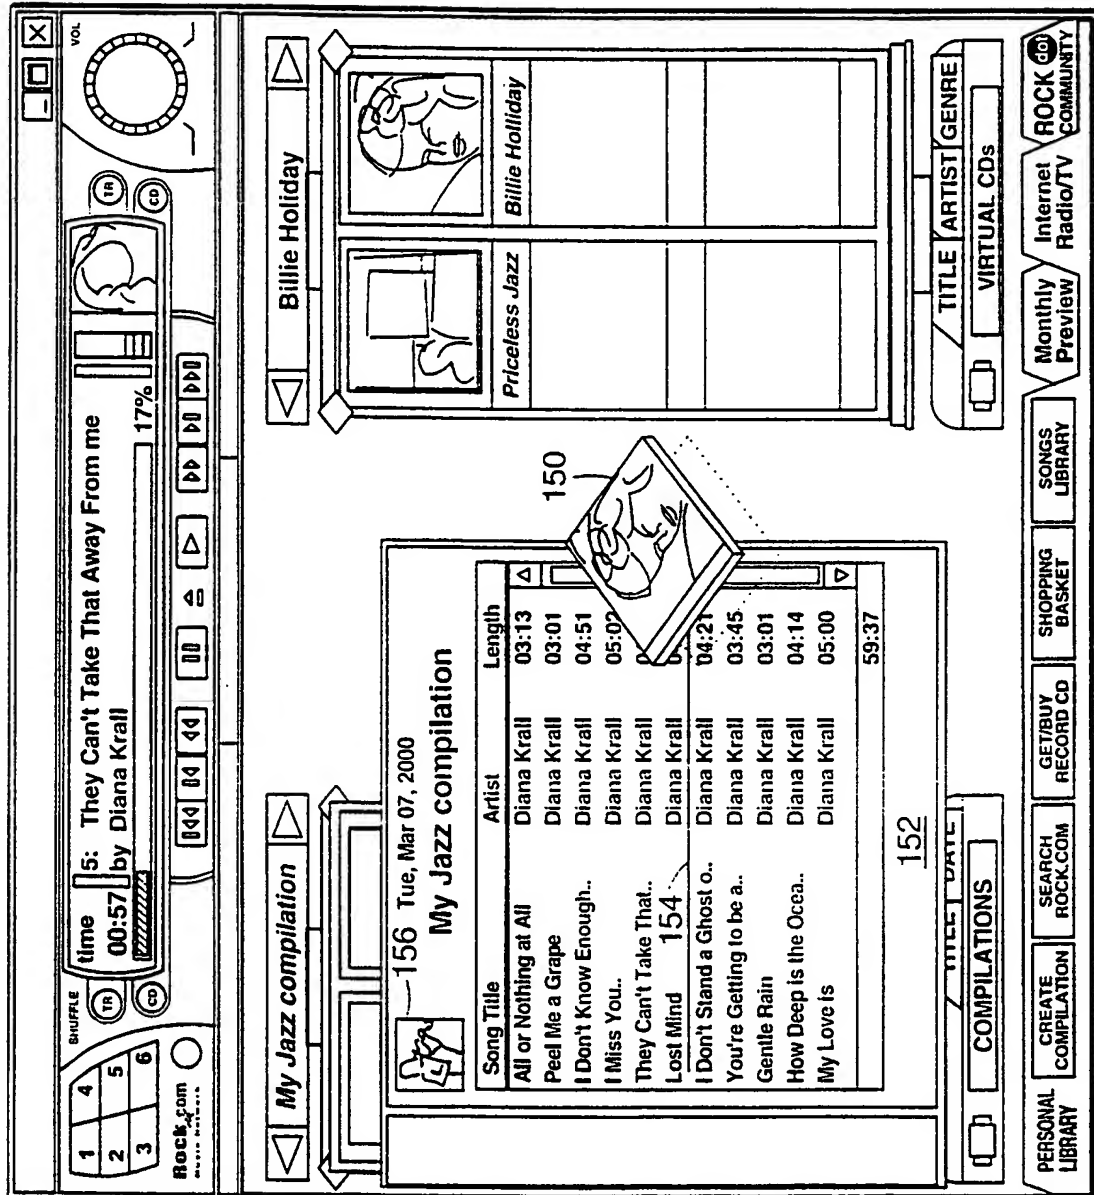 SHUFFLE
VOL
1 4
2 5
3 6
TR
CD
time
5: They Can't Take That Away From me
00:57 by Diana Krall
17%
TR
CD
Rock.com
My Jazz compilation
Billie Holiday
156 Tue, Mar 07, 2000
My Jazz compilation
Song Title Artist Length
All or Nothing at All Diana Krall 03:13
Peel Me a Grape Diana Krall 03:01
I Don't Know Enough.. Diana Krall 04:51
I Miss You.. Diana Krall 05:02
They Can't Take That.. Diana Krall
Lost Mind Diana Krall
154
I Don't Stand a Ghost o.. Diana Krall 04:21
You're Getting to be a.. Diana Krall 03:45
Gentle Rain Diana Krall 03:01
How Deep is the Ocea.. Diana Krall 04:14
My Love is Diana Krall 05:00
59:37
152
150
Priceless Jazz
Billie Holliday
TITLE DATE
COMPILATIONS
TITLE ARTIST GENRE
VIRTUAL CDs
PERSONAL LIBRARY
CREATE COMPILATION
SEARCH ROCK.COM
GET/BUY RECORD CD
SHOPPING BASKET
SONGS LIBRARY
Monthly Preview
Internet Radio/TV
ROCK dot COMMUNITY